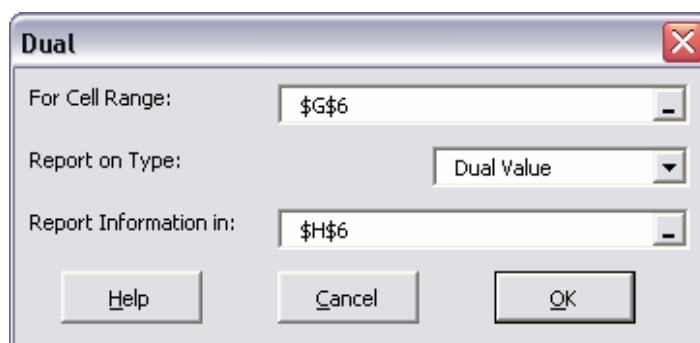 Dual
For Cell Range: $G$6
Report on Type: Dual Value
Report Information in: $H$6
Help Cancel OK